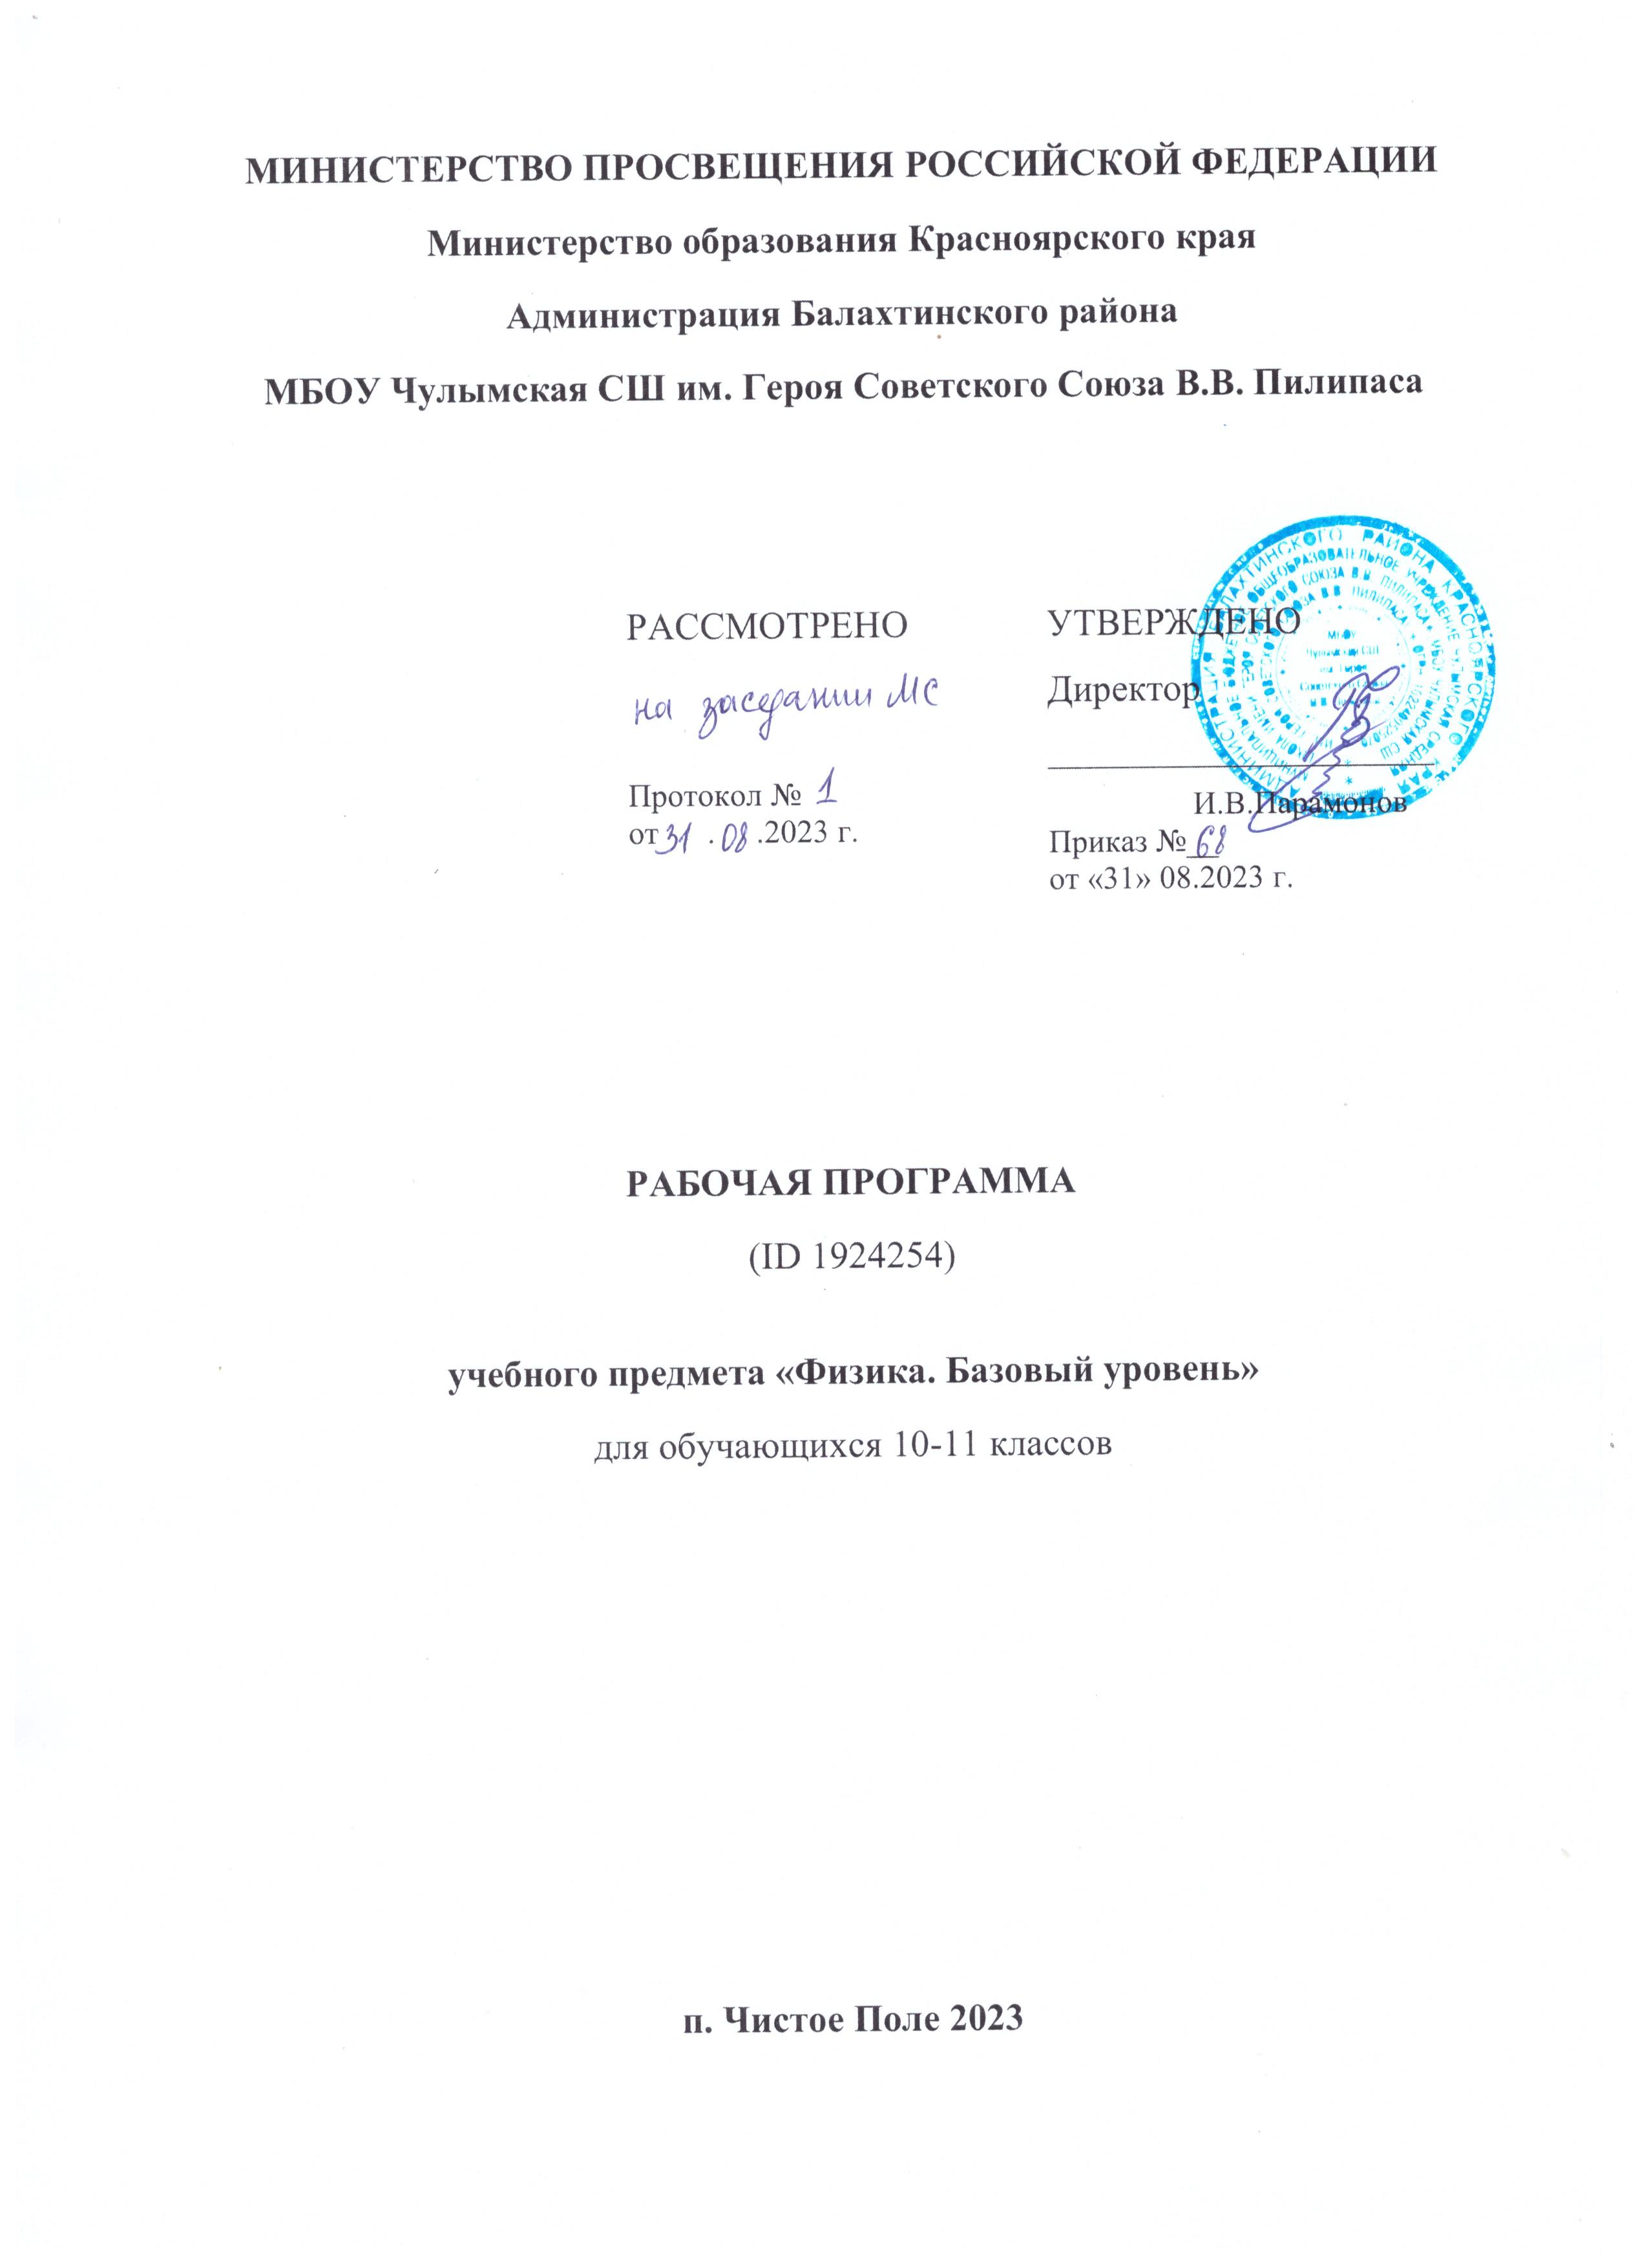 МИНИСТЕРСТВО ПРОСВЕЩЕНИЯ РОССИЙСКОЙ ФЕДЕРАЦИИ
Министерство образования Красноярского края
Администрация Балахтинского района
МБОУ Чулымская СШ им. Героя Советского Союза В.В. Пилипаса
РАССМОТРЕНО
на заседании МС
Протокол № 1
от 31 . 08 .2023 г.
УТВЕРЖДЕНО
Директор
И.В.Парамонов
Приказ № 68
от «31» 08.2023 г.
РАБОЧАЯ ПРОГРАММА
(ID 1924254)
учебного предмета «Физика. Базовый уровень»
для обучающихся 10-11 классов
п. Чистое Поле 2023